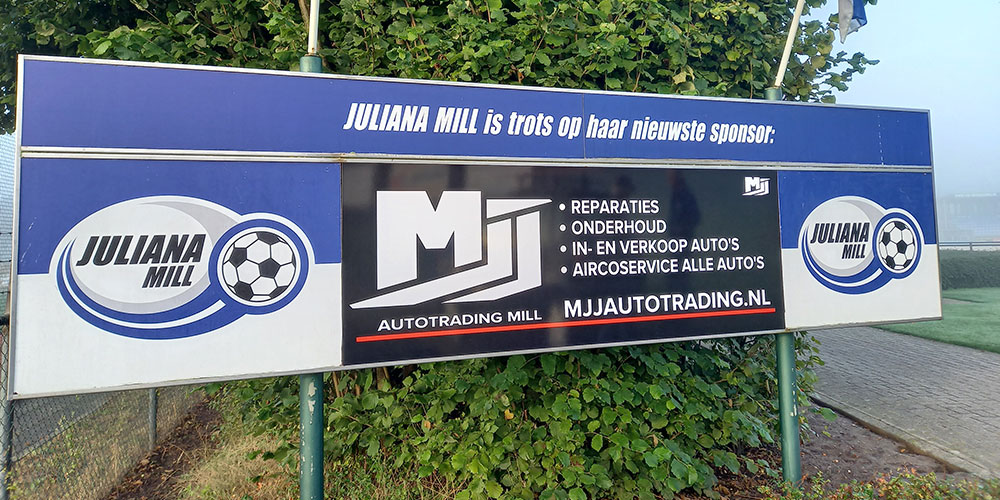 JULIANA MILL is trots op haar nieuwste sponsor:
JULIANA
MILL
MJJ
AUTOTRADING MILL
• REPARATIES
• ONDERHOUD
• IN- EN VERKOOP AUTO'S
• AIRCOSERVICE ALLE AUTO'S
MJJAUTOTRADING.NL
MJJ
JULIANA
MILL